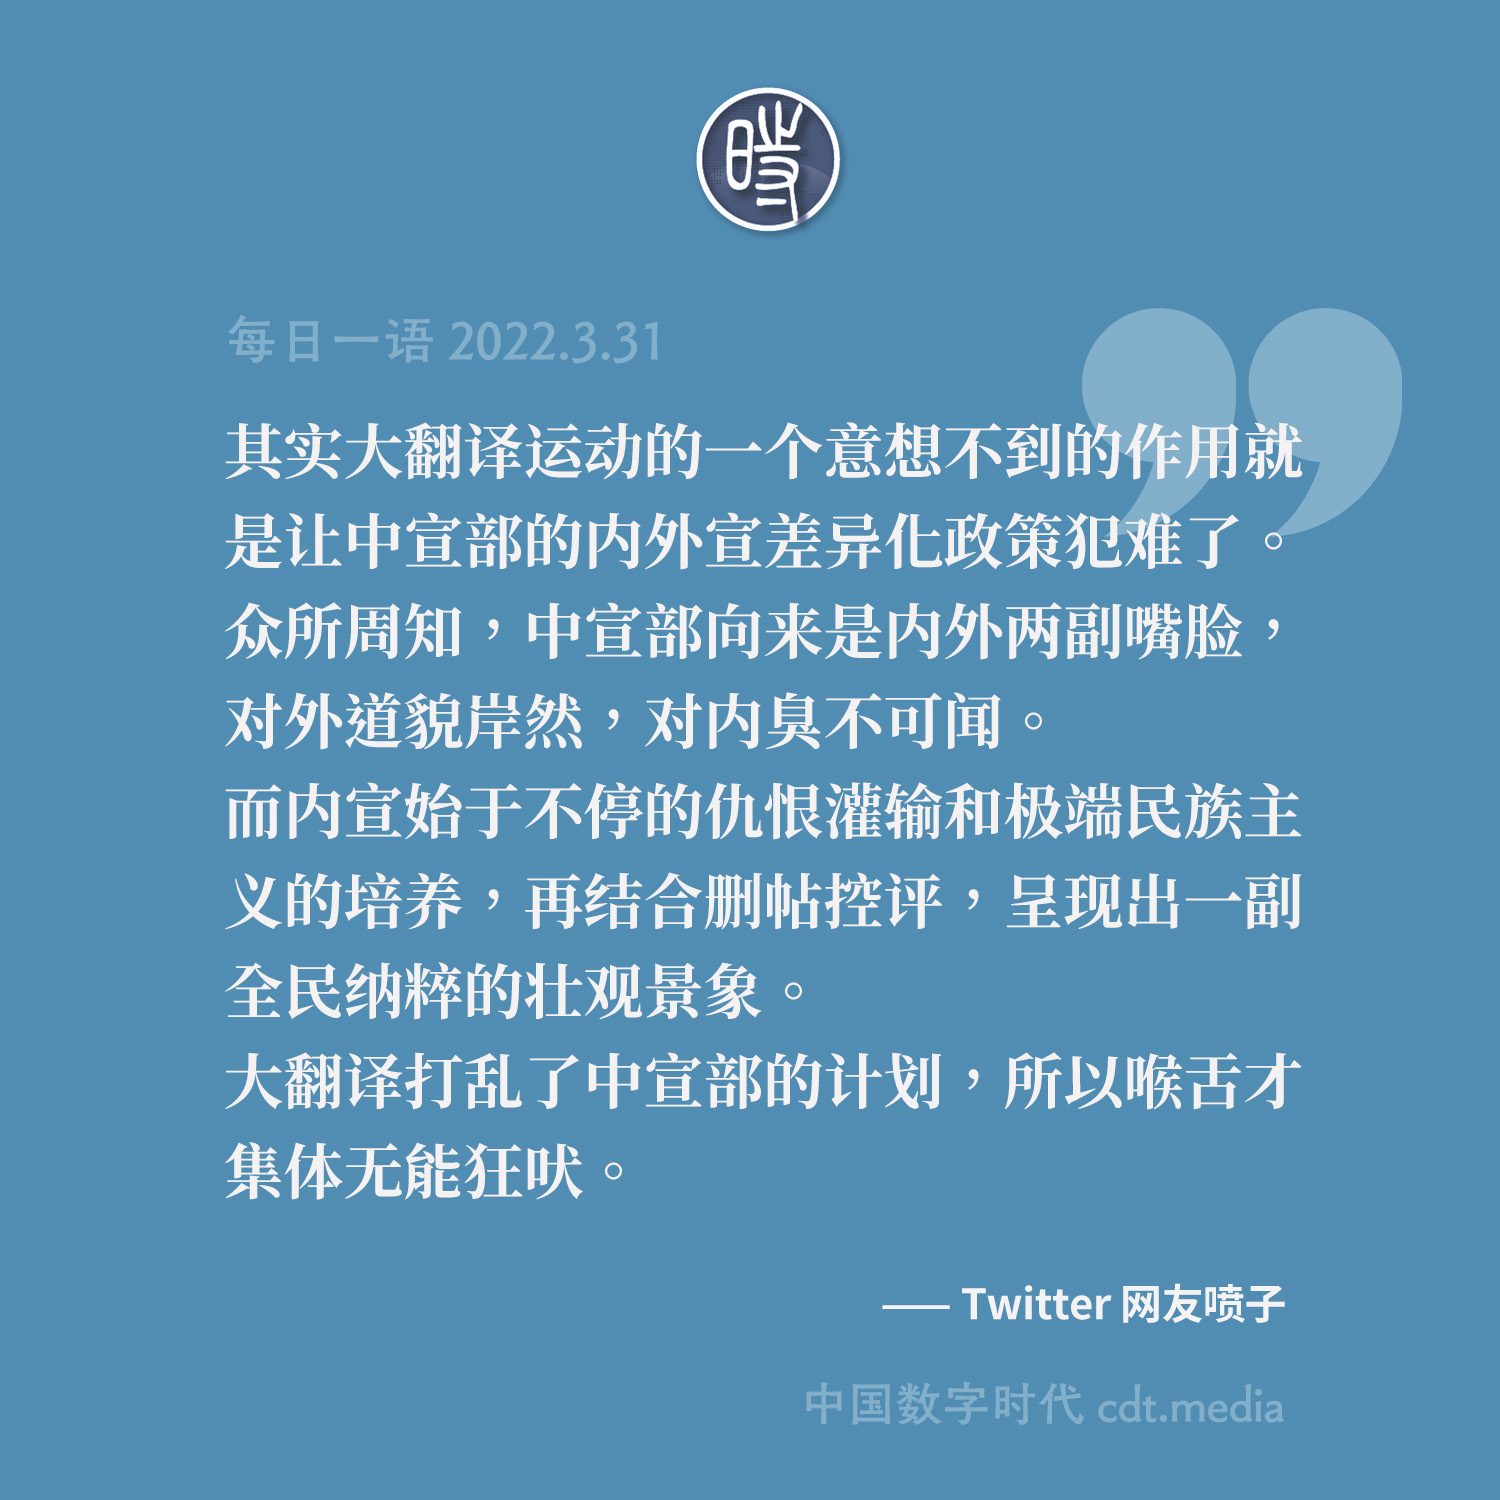 時
每日一语 2022.3.31
其实大翻译运动的一个意想不到的作用就
是让中宣部的内外宣差异化政策犯难了。
众所周知，中宣部向来是内外两副嘴脸，
对外道貌岸然，对内臭不可闻。
而内宣始于不停的仇恨灌输和极端民族主
义的培养，再结合删帖控评，呈现出一副
全民纳粹的壮观景象。
大翻译打乱了中宣部的计划，所以喉舌才
集体无能狂吠。
—— Twitter 网友喷子
中国数字时代 cdt.media